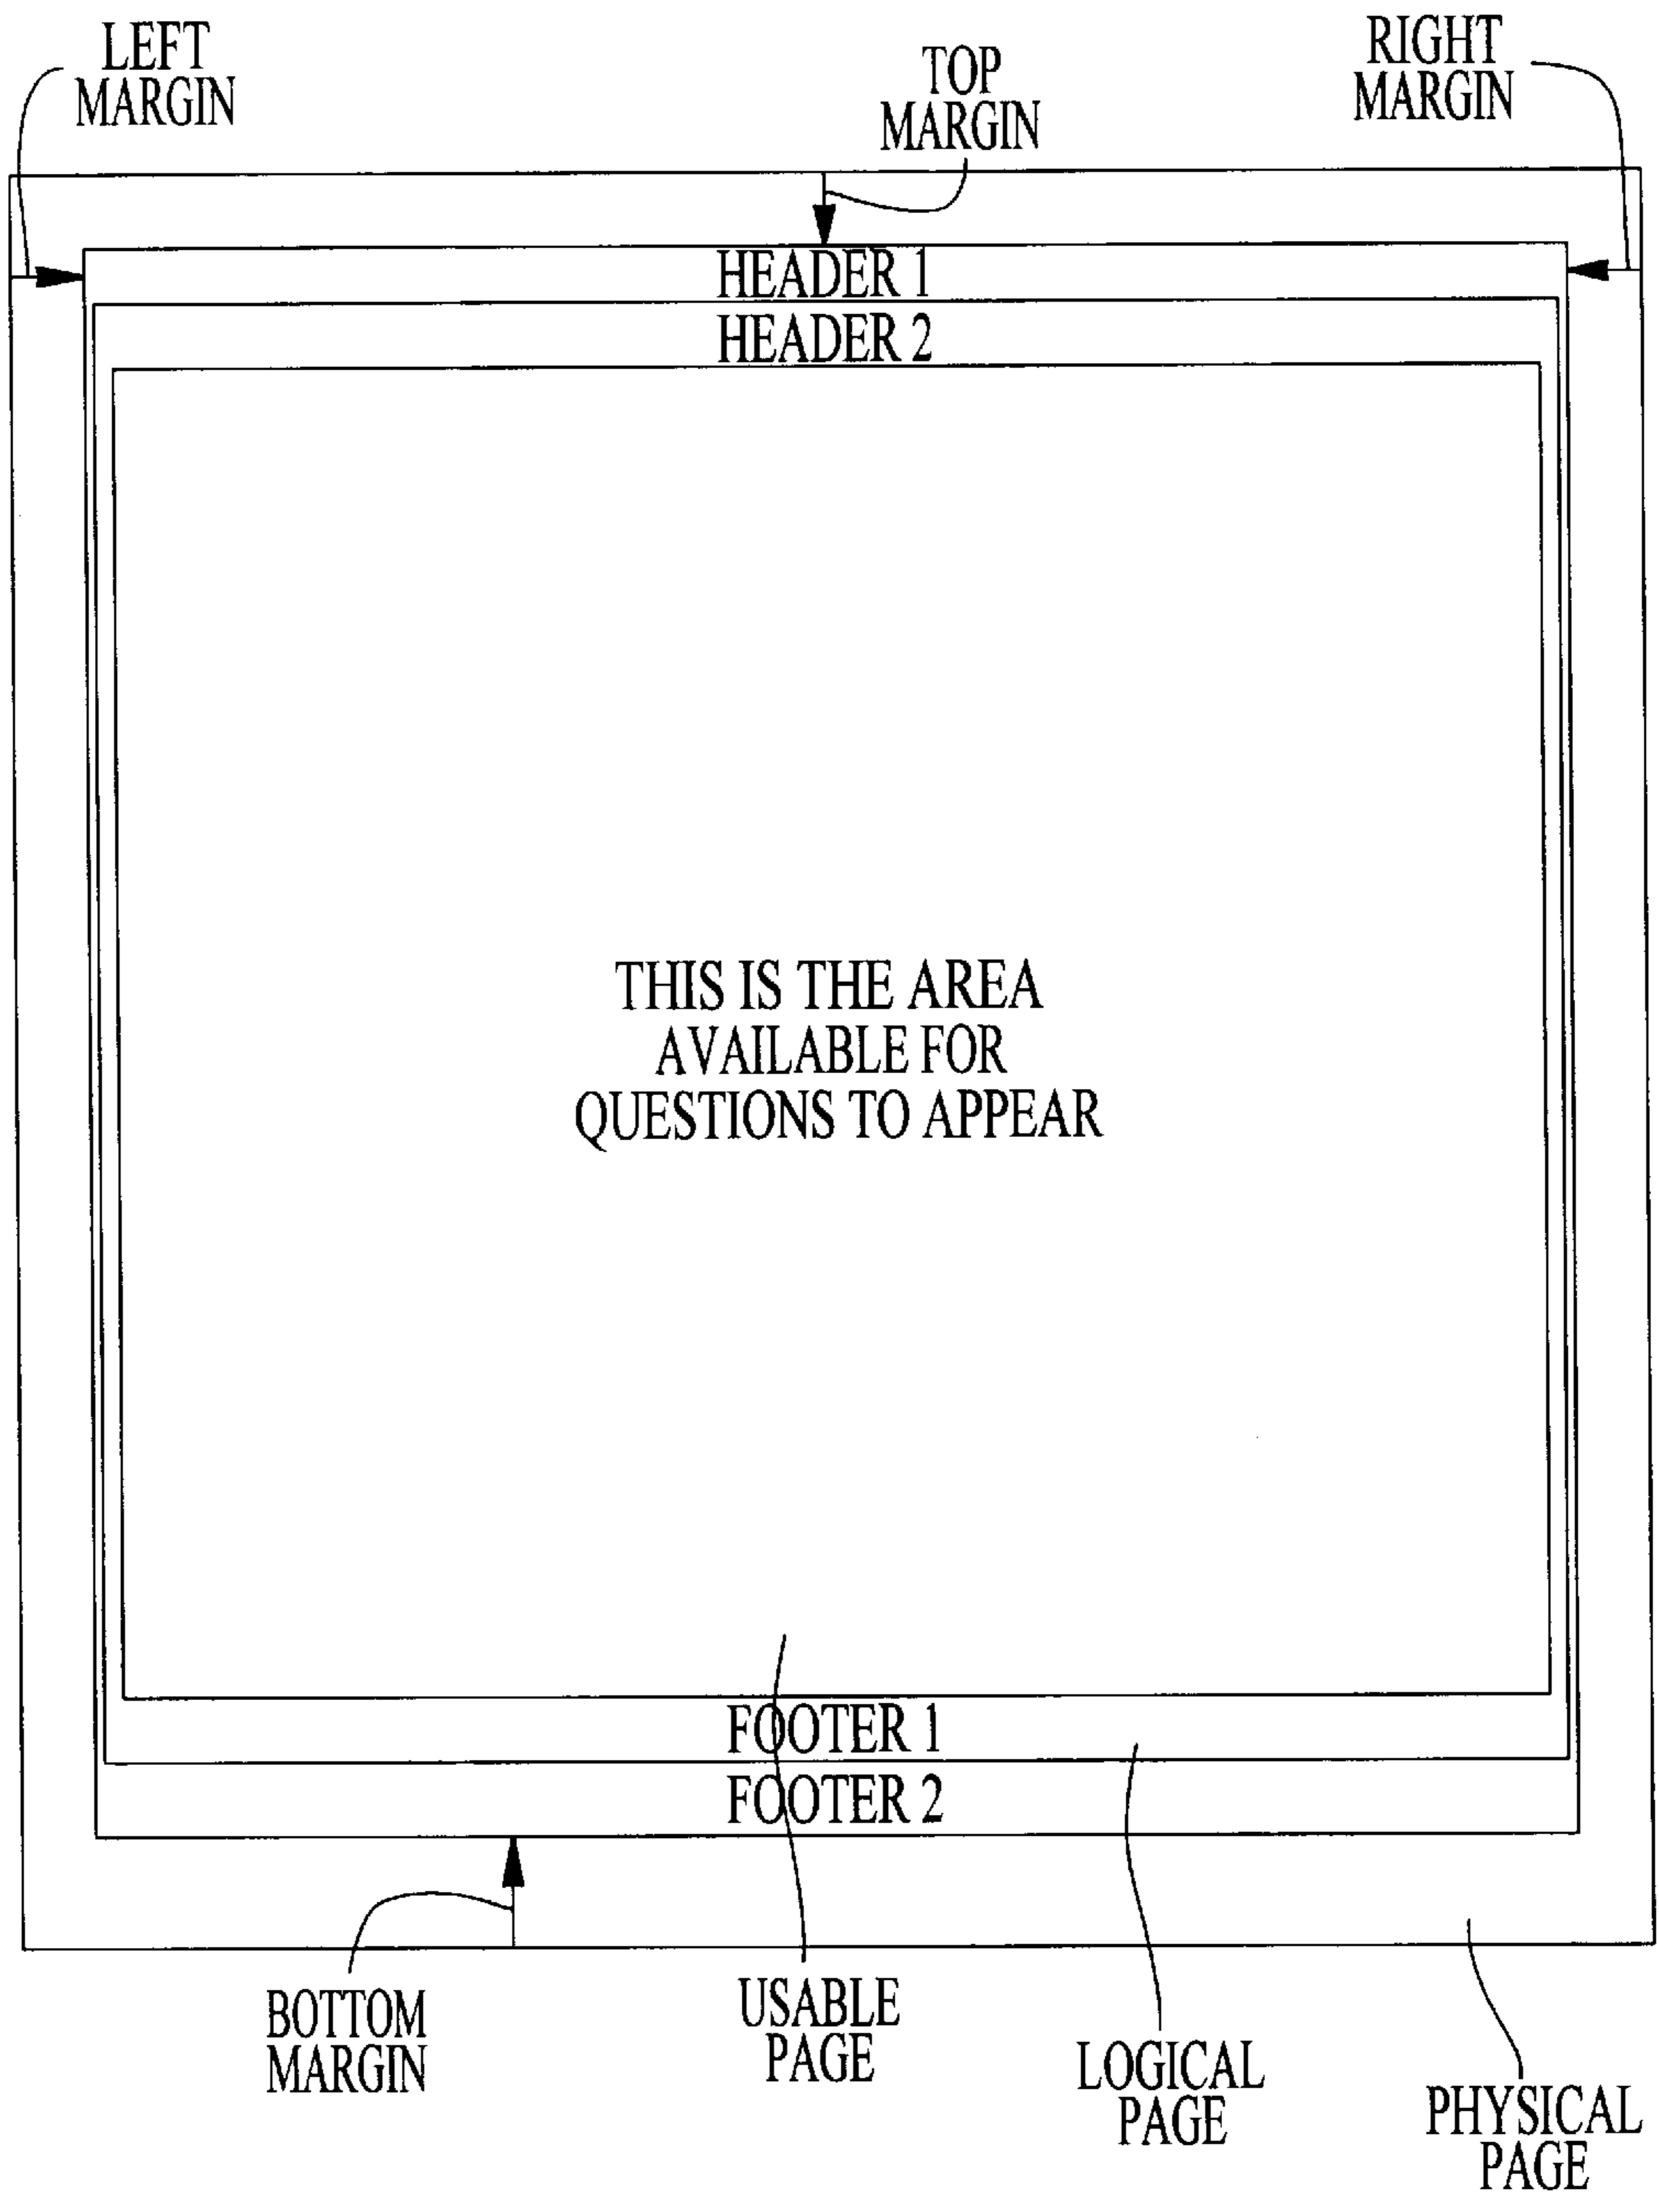 LEFT
MARGIN
TOP
MARGIN
RIGHT
MARGIN
HEADER 1
HEADER 2
THIS IS THE AREA
AVAILABLE FOR
QUESTIONS TO APPEAR
FOOTER 1
FOOTER 2
BOTTOM
MARGIN
USABLE
PAGE
LOGICAL
PAGE
PHYSICAL
PAGE